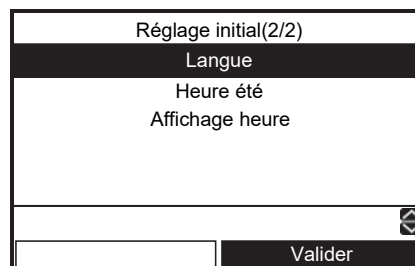 Réglage initial(2/2)
Langue
Heure été
Affichage heure
Valider